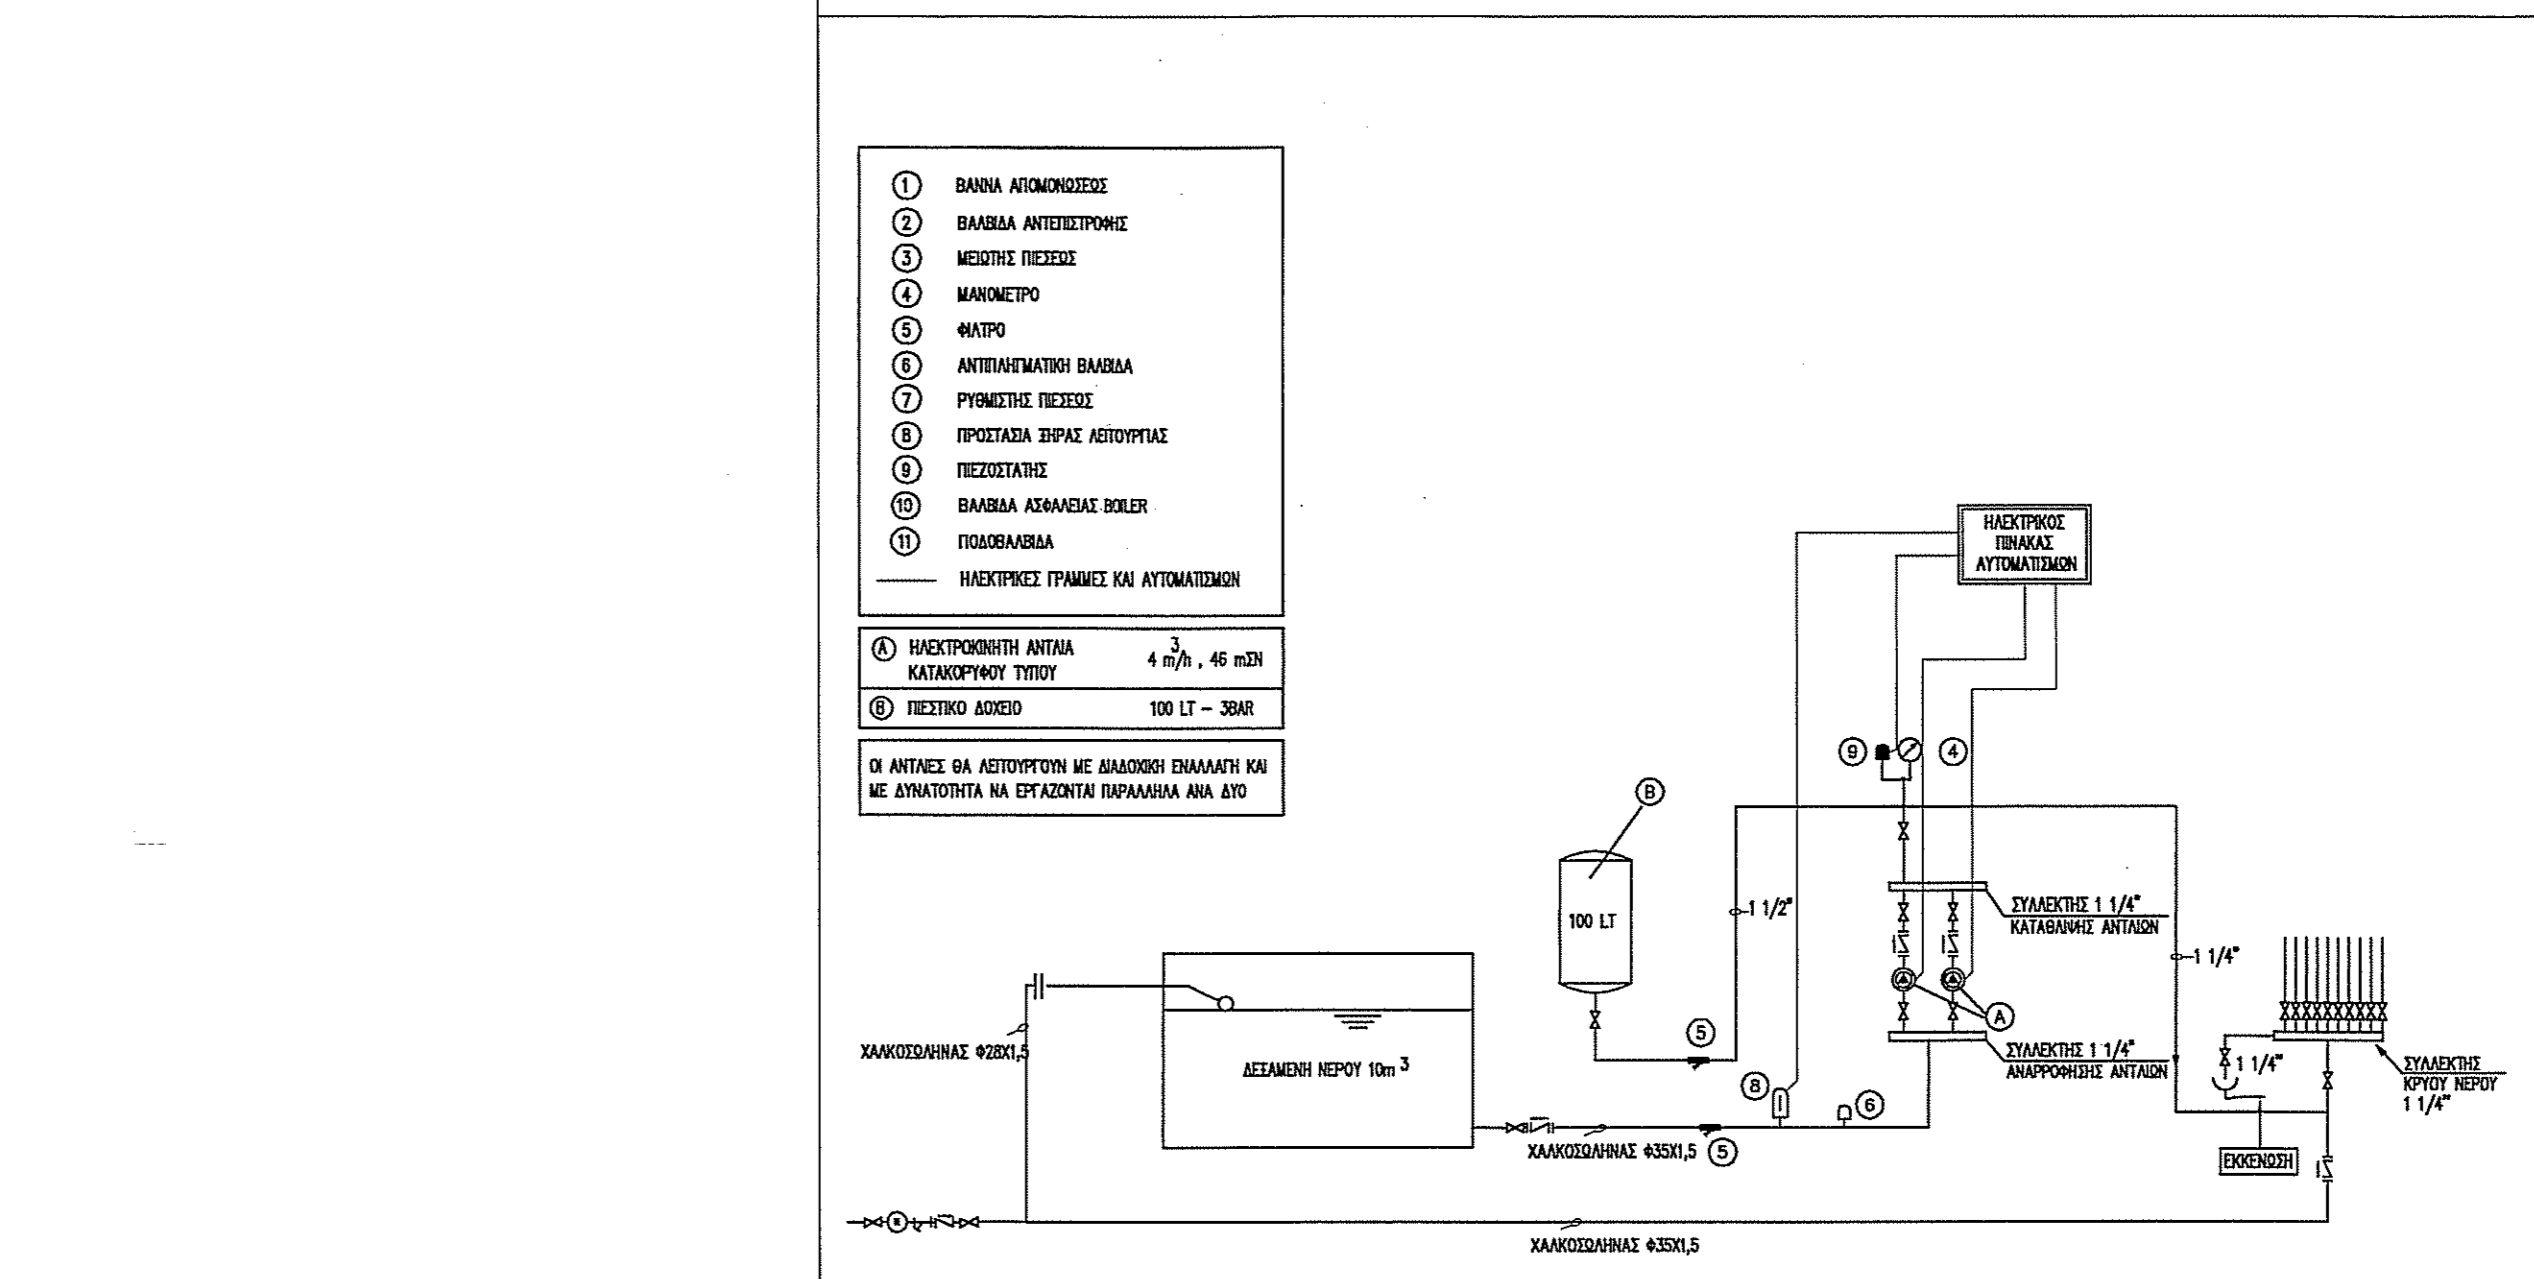 1 ΒΑΝΝΑ ΑΠΟΜΟΝΩΣΕΩΣ
2 ΒΑΛΒΙΔΑ ΑΝΤΕΠΙΣΤΡΟΦΗΣ
3 ΜΕΙΩΤΗΣ ΠΙΕΣΕΩΣ
4 ΜΑΝΟΜΕΤΡΟ
5 ΦΙΛΤΡΟ
6 ΑΝΤΙΠΛΗΓΜΑΤΙΚΗ ΒΑΛΒΙΔΑ
7 ΡΥΘΜΙΣΤΗΣ ΠΙΕΣΕΩΣ
8 ΠΡΟΣΤΑΣΙΑ ΞΗΡΑΣ ΛΕΙΤΟΥΡΓΙΑΣ
9 ΠΙΕΖΟΣΤΑΤΗΣ
10 ΒΑΛΒΙΔΑ ΑΣΦΑΛΕΙΑΣ BOILER
11 ΠΟΔΟΒΑΛΒΙΔΑ
ΗΛΕΚΤΡΙΚΕΣ ΓΡΑΜΜΕΣ ΚΑΙ ΑΥΤΟΜΑΤΙΣΜΩΝ
A ΗΛΕΚΤΡΟΚΙΝΗΤΗ ΑΝΤΛΙΑ 4 m3/h , 46 mΣΝ
ΚΑΤΑΚΟΡΥΦΟΥ ΤΥΠΟΥ
B ΠΙΕΣΤΙΚΟ ΔΟΧΕΙΟ 100 LT - 3BAR
ΟΙ ΑΝΤΛΙΕΣ ΘΑ ΛΕΙΤΟΥΡΓΟΥΝ ΜΕ ΔΙΑΔΟΧΙΚΗ ΕΝΑΛΛΑΓΗ ΚΑΙ
ΜΕ ΔΥΝΑΤΟΤΗΤΑ ΝΑ ΕΡΓΑΖΟΝΤΑΙ ΠΑΡΑΛΛΗΛΑ ΑΝΑ ΔΥΟ
ΗΛΕΚΤΡΙΚΟΣ
ΠΙΝΑΚΑΣ
ΑΥΤΟΜΑΤΙΣΜΩΝ
9
4
B
100 LT
1 1/2"
ΣΥΛΛΕΚΤΗΣ 1 1/4"
ΚΑΤΑΘΛΙΨΗΣ ΑΝΤΛΙΩΝ
1 1/4"
A
5
ΧΑΛΚΟΣΩΛΗΝΑΣ Φ28X1,5
ΔΕΞΑΜΕΝΗ ΝΕΡΟΥ 10m3
ΣΥΛΛΕΚΤΗΣ 1 1/4"
ΑΝΑΡΡΟΦΗΣΗΣ ΑΝΤΛΙΩΝ
1 1/4"
ΣΥΛΛΕΚΤΗΣ
ΚΡΥΟΥ ΝΕΡΟΥ
1 1/4"
8
6
ΧΑΛΚΟΣΩΛΗΝΑΣ Φ35X1,5
5
ΕΚΚΕΝΩΣΗ
ΧΑΛΚΟΣΩΛΗΝΑΣ Φ35X1,5